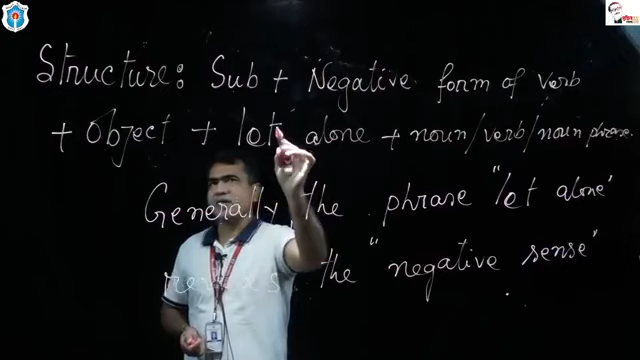 Structure: Sub + Negative form of verb
+ Object + let alone + noun/verb/noun phrase.
Generally the phrase "let alone"
the "negative sense".